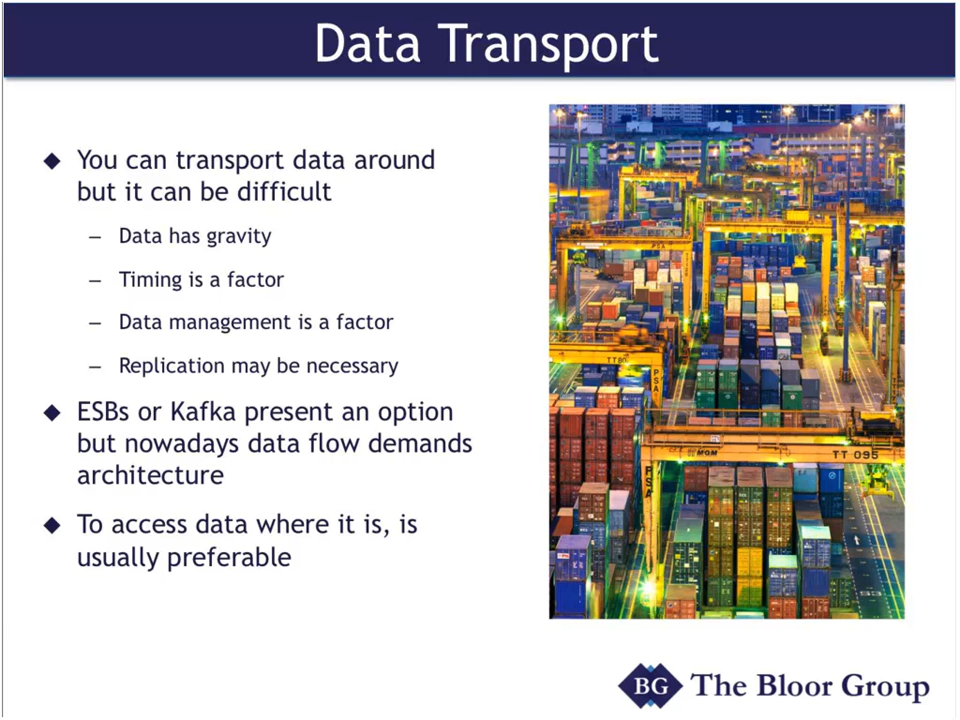 Data Transport
You can transport data around
but it can be difficult
– Data has gravity
– Timing is a factor
– Data management is a factor
– Replication may be necessary
ESBs or Kafka present an option
but nowadays data flow demands
architecture
To access data where it is, is
usually preferable
PSA
TT 095
MQM
PSA
BG The Bloor Group